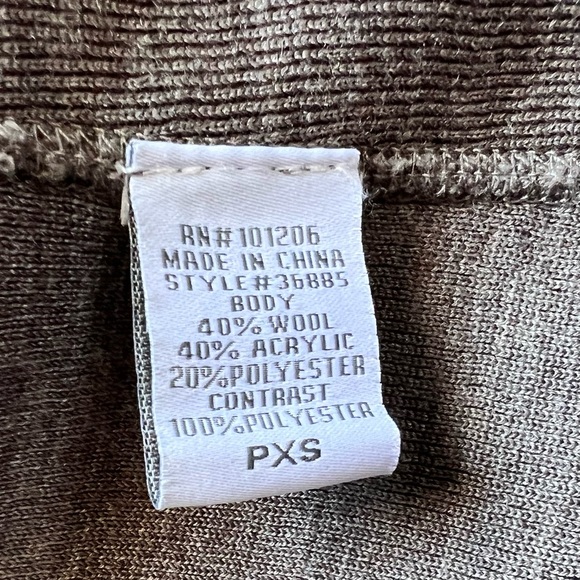 RN#101206
MADE IN CHINA
STYLE#36885
BODY
40% WOOL
40% ACRYLIC
20%POLYESTER
CONTRAST
100%POLYESTER
PXS